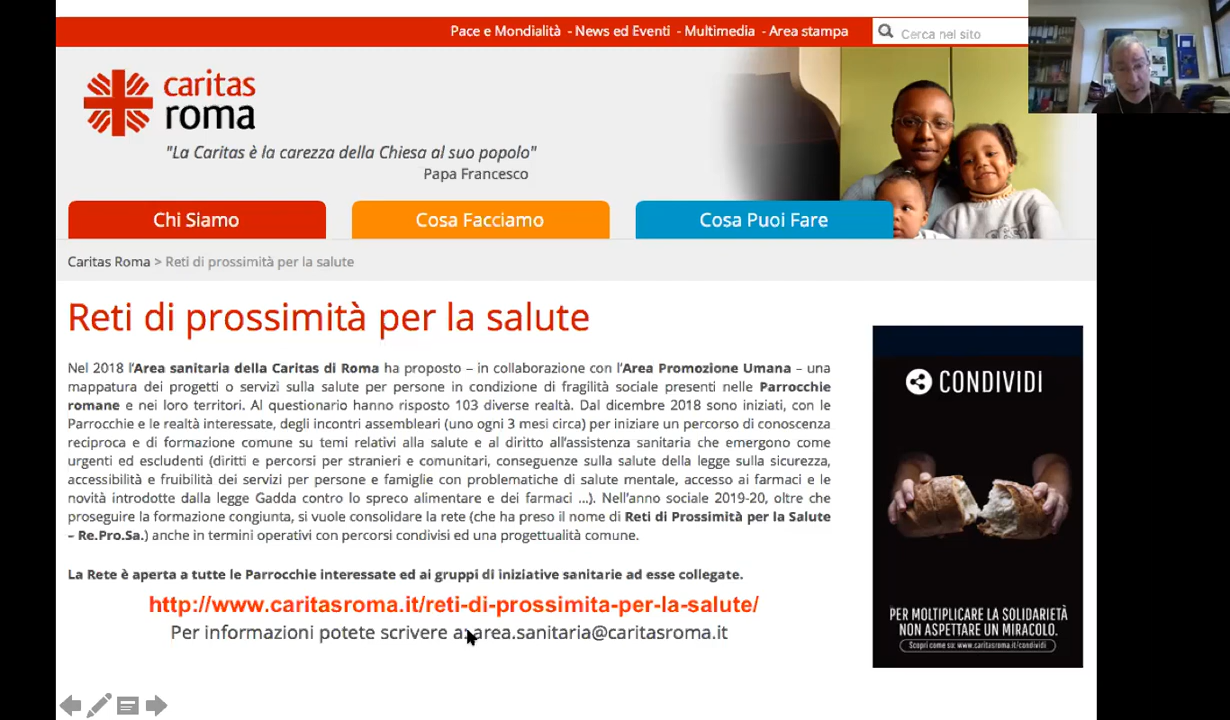 Pace e Mondialità - News ed Eventi - Multimedia - Area stampa
Cerca nel sito
caritas
roma
"La Caritas è la carezza della Chiesa al suo popolo"
Papa Francesco
Chi Siamo
Cosa Facciamo
Cosa Puoi Fare
Caritas Roma > Reti di prossimità per la salute
Reti di prossimità per la salute
Nel 2018 l'Area sanitaria della Caritas di Roma ha proposto – in collaborazione con l'Area Promozione Umana – una
mappatura dei progetti o servizi sulla salute per persone in condizione di fragilità sociale presenti nelle Parrocchie
romane e nei loro territori. Al questionario hanno risposto 103 diverse realtà. Dal dicembre 2018 sono iniziati, con le
Parrocchie e le realtà interessate, degli incontri assembleari (uno ogni 3 mesi circa) per iniziare un percorso di conoscenza
reciproca e di formazione comune su temi relativi alla salute e al diritto all'assistenza sanitaria che emergono come
urgenti ed escludenti (diritti e percorsi per stranieri e comunitari, conseguenze sulla salute della legge sulla sicurezza,
accessibilità e fruibilità dei servizi per persone e famiglie con problematiche di salute mentale, accesso ai farmaci e le
novità introdotte dalla legge Gadda contro lo spreco alimentare e dei farmaci ...). Nell'anno sociale 2019-20, oltre che
proseguire la formazione congiunta, si vuole consolidare la rete (che ha preso il nome di Reti di Prossimità per la Salute
– Re.Pro.Sa.) anche in termini operativi con percorsi condivisi ed una progettualità comune.
La Rete è aperta a tutte le Parrocchie interessate ed ai gruppi di iniziative sanitarie ad esse collegate.
http://www.caritasroma.it/reti-di-prossimita-per-la-salute/
Per informazioni potete scrivere a: area.sanitaria@caritasroma.it
CONDIVIDI
PER MOLTIPLICARE LA SOLIDARIETÀ
NON ASPETTARE UN MIRACOLO.
Scopri come su: www.caritasroma.it/condividi